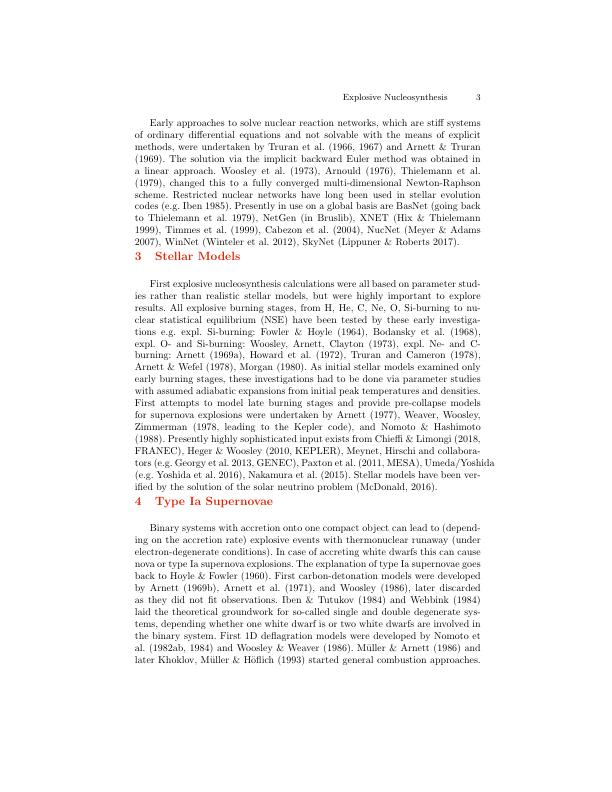 Explosive Nucleosynthesis 3
Early approaches to solve nuclear reaction networks, which are stiff systems
of ordinary differential equations and not solvable with the means of explicit
methods, were undertaken by Truran et al. (1966, 1967) and Arnett & Truran
(1969). The solution via the implicit backward Euler method was obtained in
a linear approach. Woosley et al. (1973), Arnould (1976), Thielemann et al.
(1979), changed this to a fully converged multi-dimensional Newton-Raphson
scheme. Restricted nuclear networks have long been used in stellar evolution
codes (e.g. Iben 1985). Presently in use on a global basis are BasNet (going back
to Thielemann et al. 1979), NetGen (in Bruslib), XNET (Hix & Thielemann
1999), Timmes et al. (1999), Cabezon et al. (2004), NucNet (Meyer & Adams
2007), WinNet (Winteler et al. 2012), SkyNet (Lippuner & Roberts 2017).
3 Stellar Models
First explosive nucleosynthesis calculations were all based on parameter stud-
ies rather than realistic stellar models, but were highly important to explore
results. All explosive burning stages, from H, He, C, Ne, O, Si-burning to nu-
clear statistical equilibrium (NSE) have been tested by these early investiga-
tions e.g. expl. Si-burning: Fowler & Hoyle (1964), Bodansky et al. (1968),
expl. O- and Si-burning: Woosley, Arnett, Clayton (1973), expl. Ne- and C-
burning: Arnett (1969a), Howard et al. (1972), Truran and Cameron (1978),
Arnett & Wefel (1978), Morgan (1980). As initial stellar models examined only
early burning stages, these investigations had to be done via parameter studies
with assumed adiabatic expansions from initial peak temperatures and densities.
First attempts to model late burning stages and provide pre-collapse models
for supernova explosions were undertaken by Arnett (1977), Weaver, Woosley,
Zimmerman (1978, leading to the Kepler code), and Nomoto & Hashimoto
(1988). Presently highly sophisticated input exists from Chieffi & Limongi (2018,
FRANEC), Heger & Woosley (2010, KEPLER), Meynet, Hirschi and collabora-
tors (e.g. Georgy et al. 2013, GENEC), Paxton et al. (2011, MESA), Umeda/Yoshida
(e.g. Yoshida et al. 2016), Nakamura et al. (2015). Stellar models have been ver-
ified by the solution of the solar neutrino problem (McDonald, 2016).
4 Type Ia Supernovae
Binary systems with accretion onto one compact object can lead to (depend-
ing on the accretion rate) explosive events with thermonuclear runaway (under
electron-degenerate conditions). In case of accreting white dwarfs this can cause
nova or type Ia supernova explosions. The explanation of type Ia supernovae goes
back to Hoyle & Fowler (1960). First carbon-detonation models were developed
by Arnett (1969b), Arnett et al. (1971), and Woosley (1986), later discarded
as they did not fit observations. Iben & Tutukov (1984) and Webbink (1984)
laid the theoretical groundwork for so-called single and double degenerate sys-
tems, depending whether one white dwarf is or two white dwarfs are involved in
the binary system. First 1D deflagration models were developed by Nomoto et
al. (1982ab, 1984) and Woosley & Weaver (1986). Müller & Arnett (1986) and
later Khoklov, Müller & Höflich (1993) started general combustion approaches.